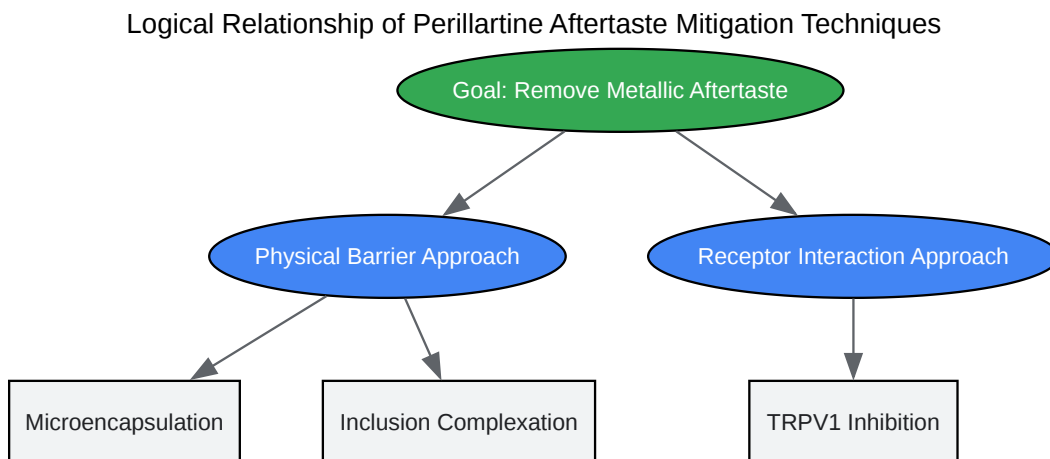 Logical Relationship of Perillartine Aftertaste Mitigation Techniques
Goal: Remove Metallic Aftertaste
Physical Barrier Approach
Receptor Interaction Approach
Microencapsulation
Inclusion Complexation
TRPV1 Inhibition